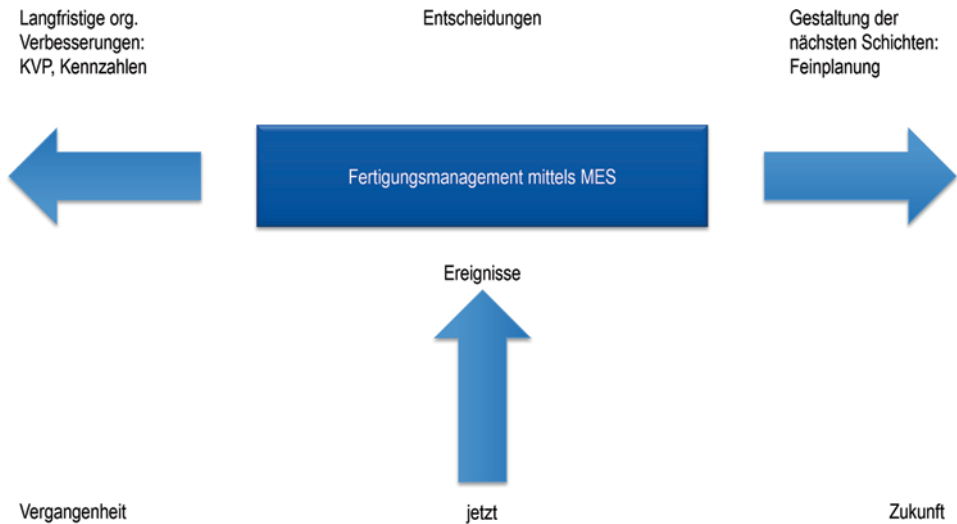 Langfristige org.
Verbesserungen:
KVP, Kennzahlen
Entscheidungen
Gestaltung der
nächsten Schichten:
Feinplanung
Fertigungsmanagement mittels MES
Ereignisse
Vergangenheit
jetzt
Zukunft